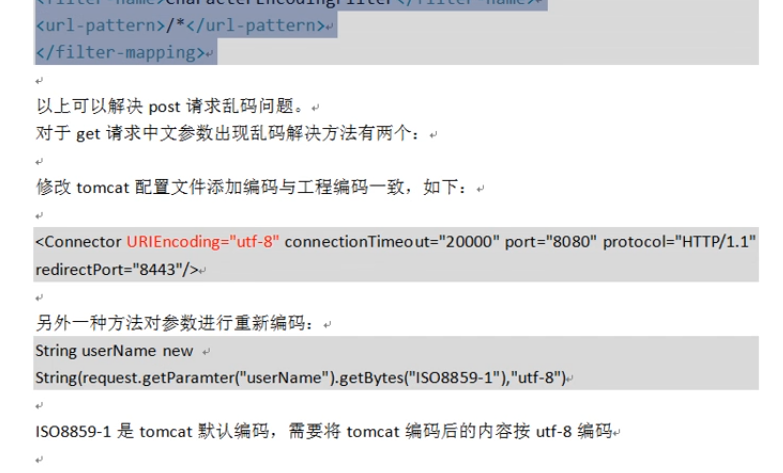 <filter-name>CharacterEncodingFilter</filter-name>
<url-pattern>/*</url-pattern>
</filter-mapping>
以上可以解决 post 请求乱码问题。
对于 get 请求中文参数出现乱码解决方法有两个：
修改 tomcat 配置文件添加编码与工程编码一致，如下：
<Connector URIEncoding="utf-8" connectionTimeout="20000" port="8080" protocol="HTTP/1.1"
redirectPort="8443"/>
另外一种方法对参数进行重新编码：
String userName new
String(request.getParamter("userName").getBytes("ISO8859-1"),"utf-8")
ISO8859-1 是 tomcat 默认编码，需要将 tomcat 编码后的内容按 utf-8 编码